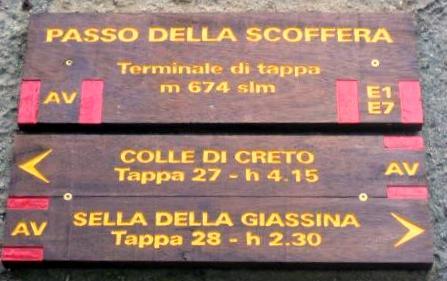 PASSO DELLA SCOFFERA
Terminale di tappa
m 674 slm
AV
E1
E7
COLLE DI CRETO
Tappa 27 - h 4.15
AV
SELLA DELLA GIASSINA
Tappa 28 - h 2.30
AV